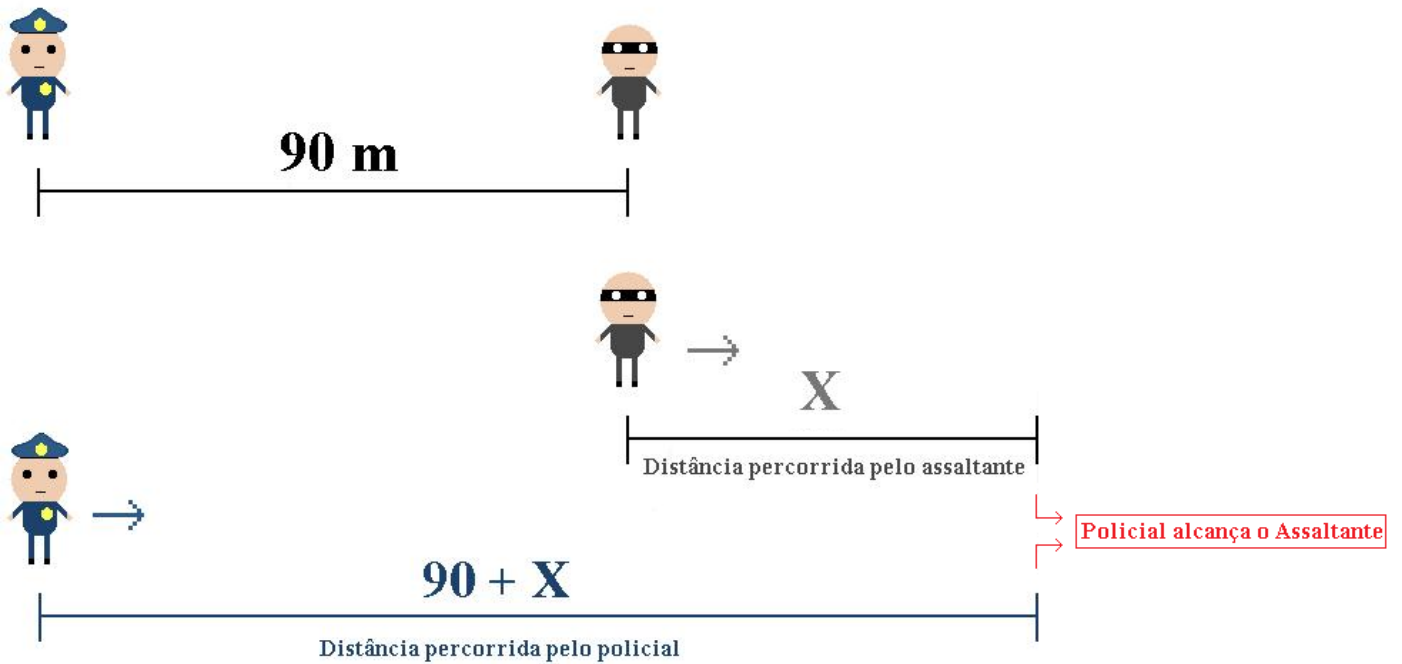 90 m
X
Distância percorrida pelo assaltante
Policial alcança o Assaltante
90 + X
Distância percorrida pelo policial